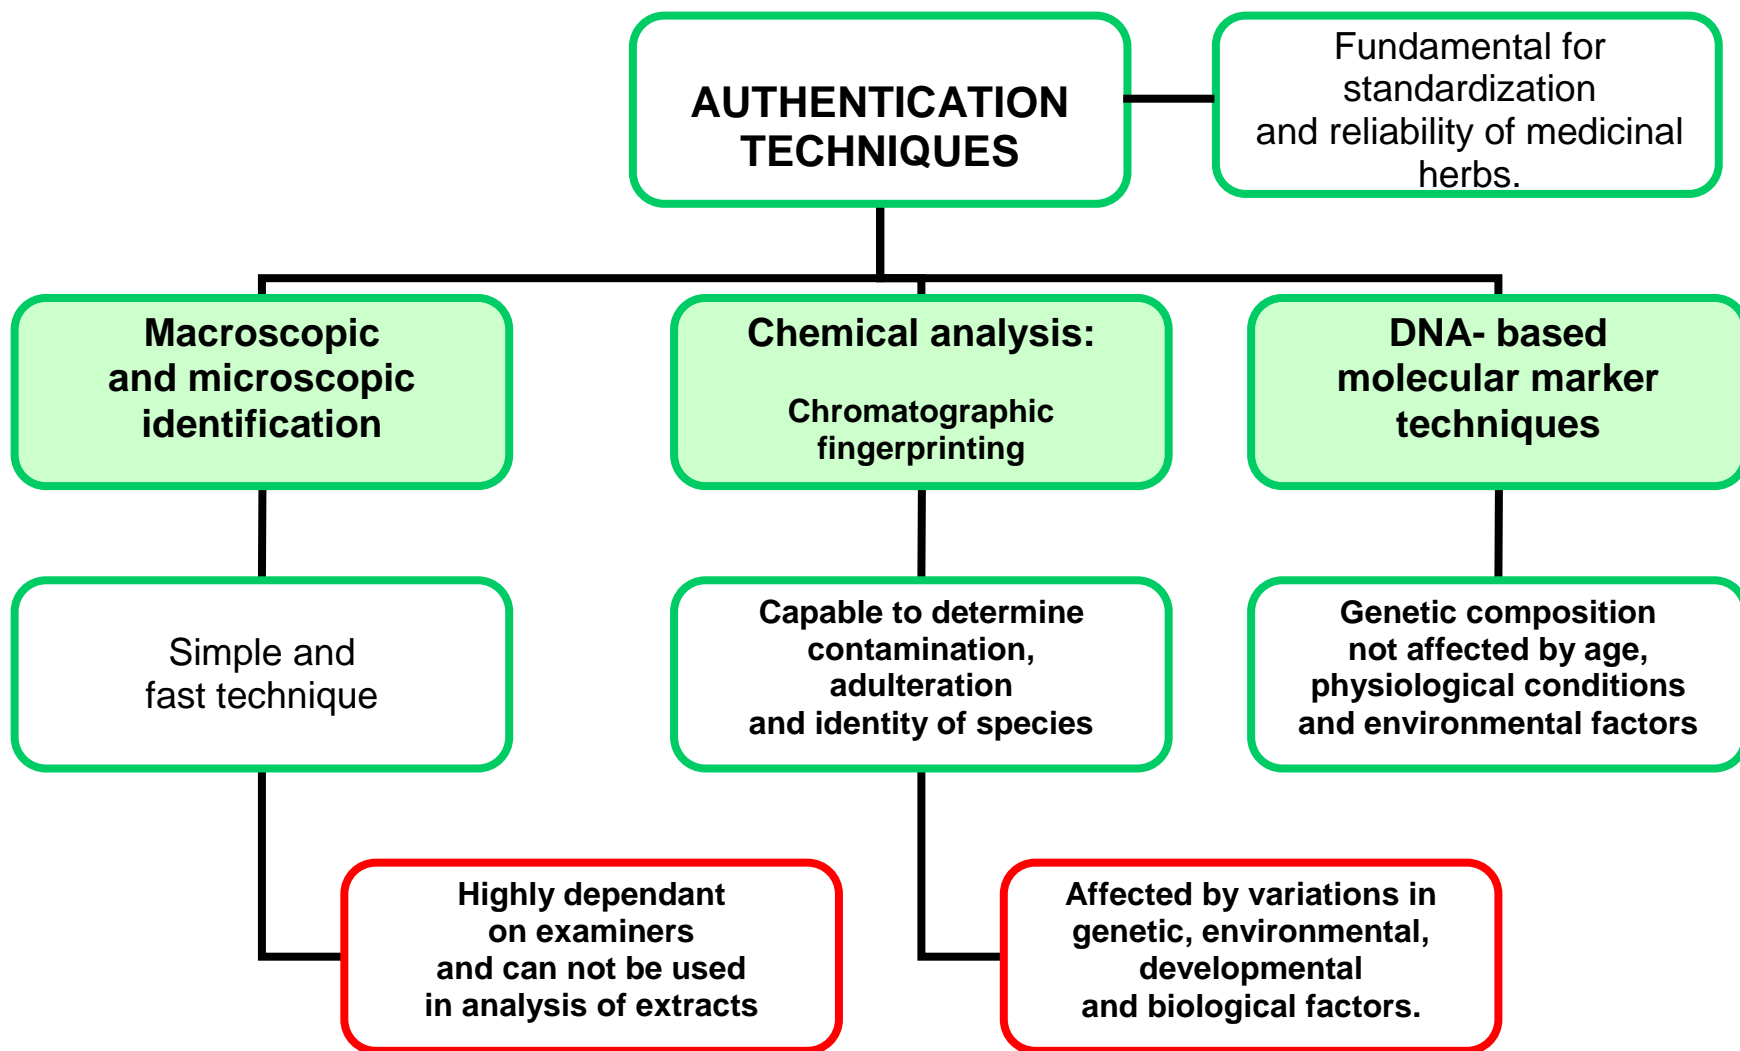 AUTHENTICATION
TECHNIQUES
Fundamental for
standardization
and reliability of medicinal
herbs.
Macroscopic
and microscopic
identification
Chemical analysis:
Chromatographic
fingerprinting
DNA- based
molecular marker
techniques
Simple and
fast technique
Capable to determine
contamination,
adulteration
and identity of species
Genetic composition
not affected by age,
physiological conditions
and environmental factors
Highly dependant
on examiners
and can not be used
in analysis of extracts
Affected by variations in
genetic, environmental,
developmental
and biological factors.